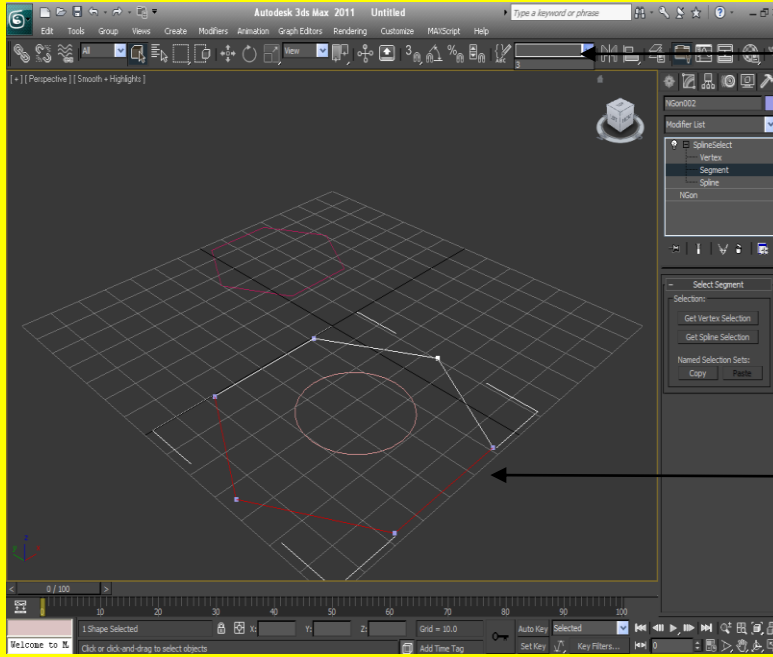 Autodesk 3ds Max 2011 Untitled
Type a keyword or phrase
Edit Tools Group Views Create Modifiers Animation Graph Editors Rendering Customize MAXScript Help
All
View
3
3
[ + ] [ Perspective ] [ Smooth + Highlights ]
NGon002
Modifier List
SplineSelect
Vertex
Segment
Spline
NGon
Select Segment
Selection:
Get Vertex Selection
Get Spline Selection
Named Selection Sets:
Copy Paste
z
< 0 / 100 >
0 10 20 30 40 50 60 70 80 90 100
1 Shape Selected X: Y: Z: Grid = 10.0 Auto Key Selected
Welcome to M Click or click-and-drag to select objects Add Time Tag Set Key Key Filters... 0